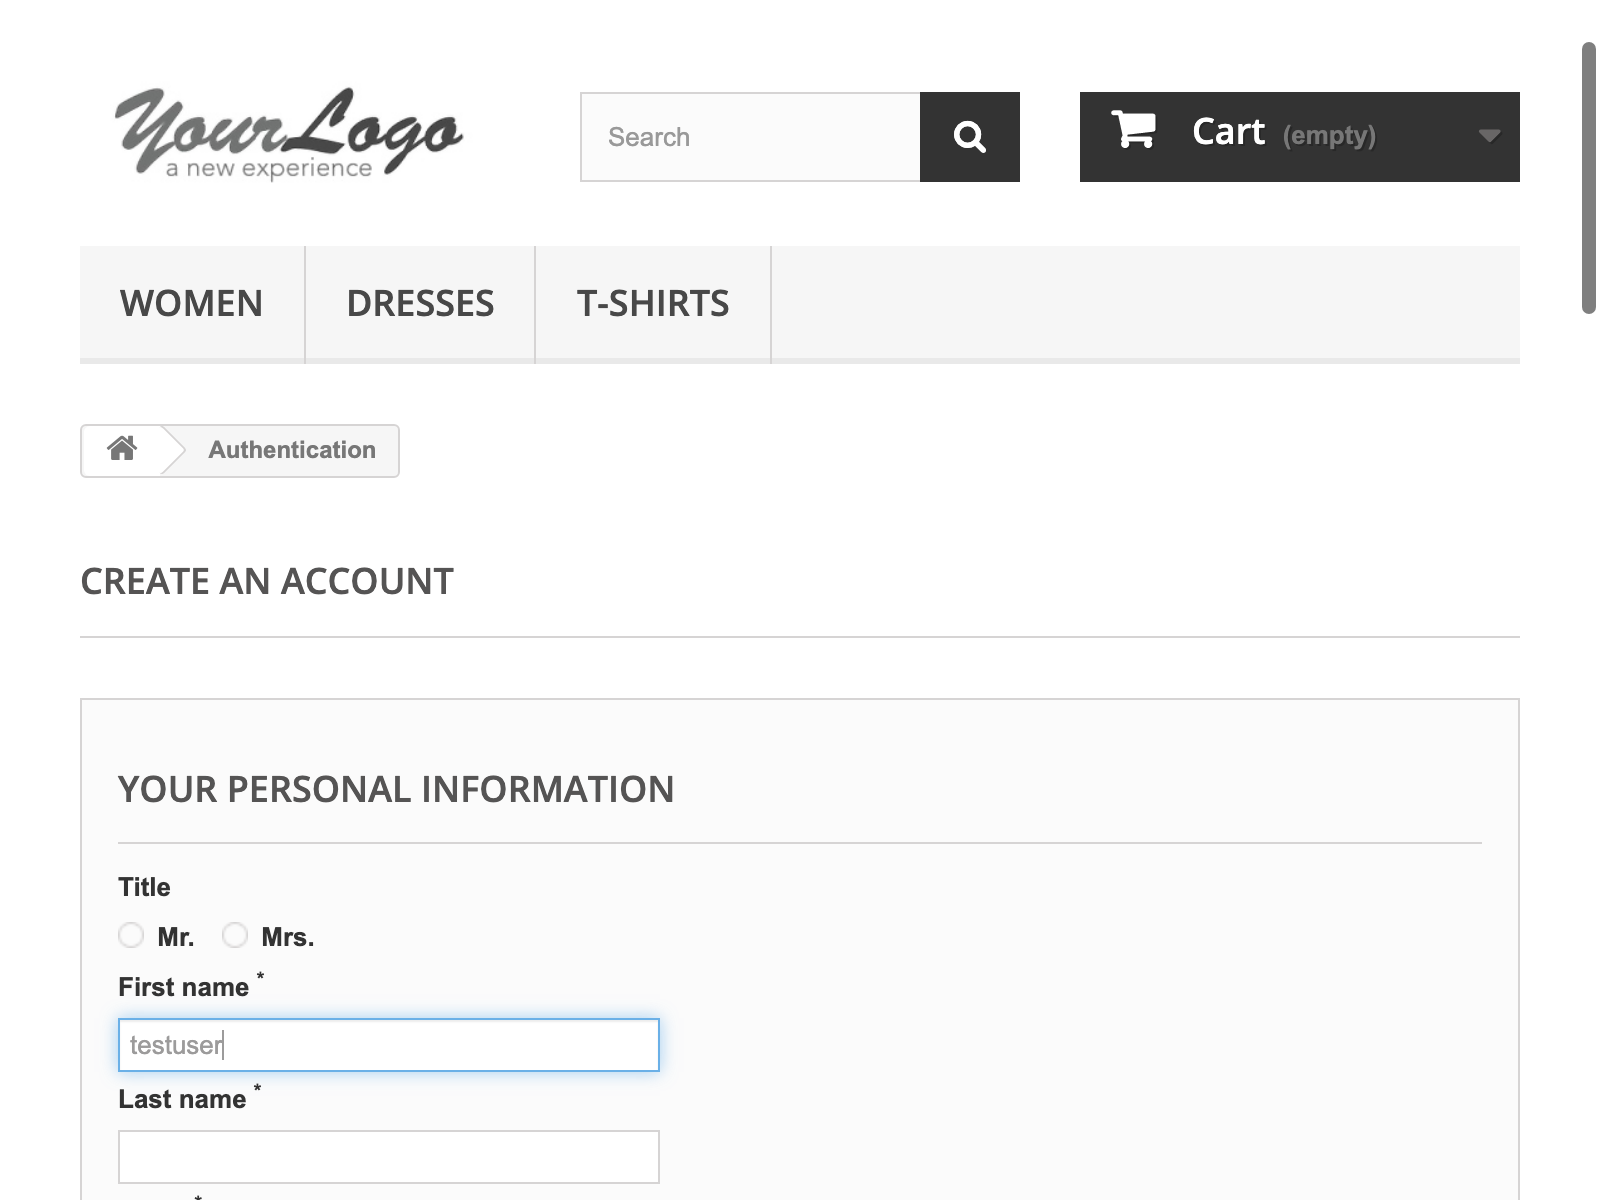 YourLogo
a new experience
Search
Cart (empty)
WOMEN
DRESSES
T-SHIRTS
Authentication
CREATE AN ACCOUNT
YOUR PERSONAL INFORMATION
Title
Mr.
Mrs.
First name *
testuser
Last name *
*